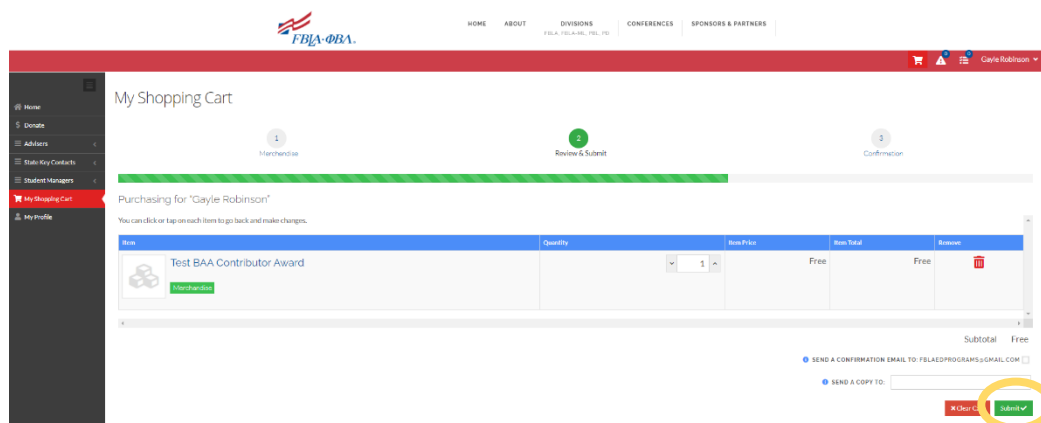 FBLA-ΦBA.
HOME ABOUT DIVISIONS CONFERENCES SPONSORS & PARTNERS
FBLA, FBLA-ML, PBL, PD
Gayle Robinson
Home
$ Donate
Advisers
State Key Contacts
Student Managers
My Shopping Cart
My Profile
My Shopping Cart
1 2 3
Merchandise Review & Submit Confirmation
Purchasing for "Gayle Robinson"
You can click or tap on each item to go back and make changes.
Item Quantity Item Price Item Total Remove
Test BAA Contributor Award 1 Free Free
Merchandise
Subtotal Free
SEND A CONFIRMATION EMAIL TO: FBLAEDPROGRAMS@GMAIL.COM
SEND A COPY TO:
Clear Submit